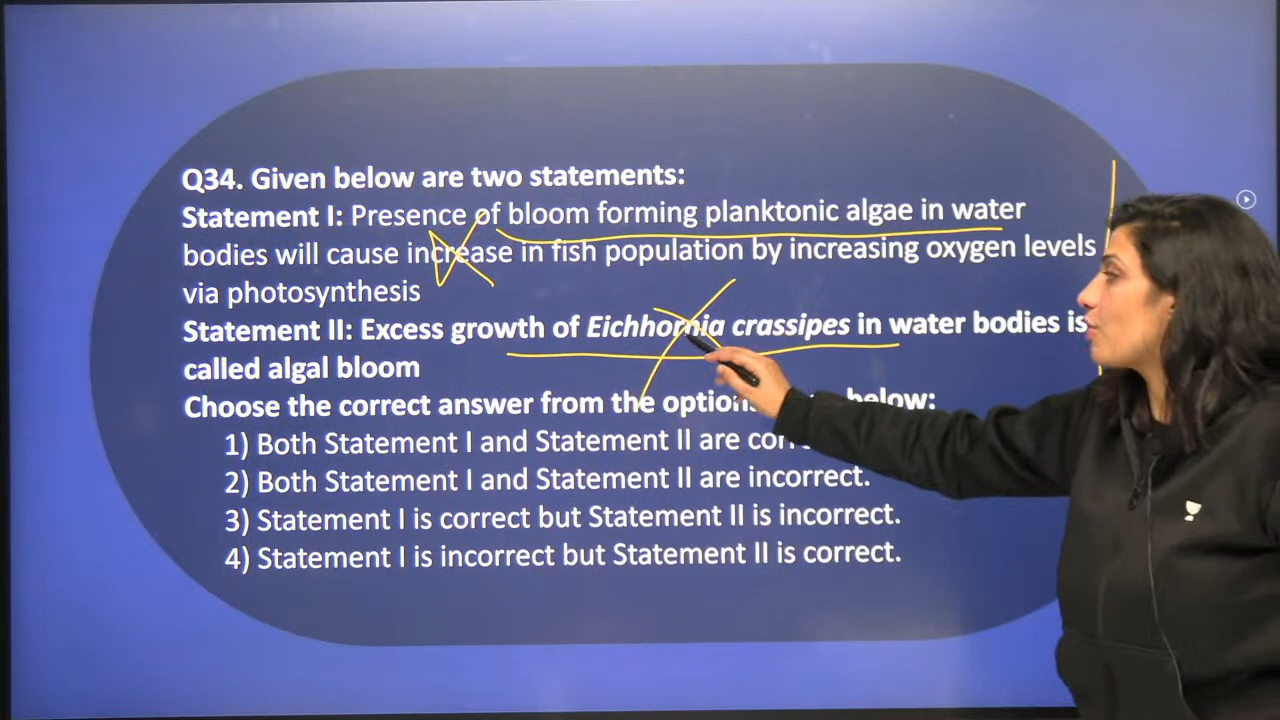 Q34. Given below are two statements:
Statement I: Presence of bloom forming planktonic algae in water
bodies will cause increase in fish population by increasing oxygen levels
via photosynthesis
Statement II: Excess growth of Eichhornia crassipes in water bodies is
called algal bloom
Choose the correct answer from the options below:
1) Both Statement I and Statement II are
2) Both Statement I and Statement II are incorrect.
3) Statement I is correct but Statement II is incorrect.
4) Statement I is incorrect but Statement II is correct.